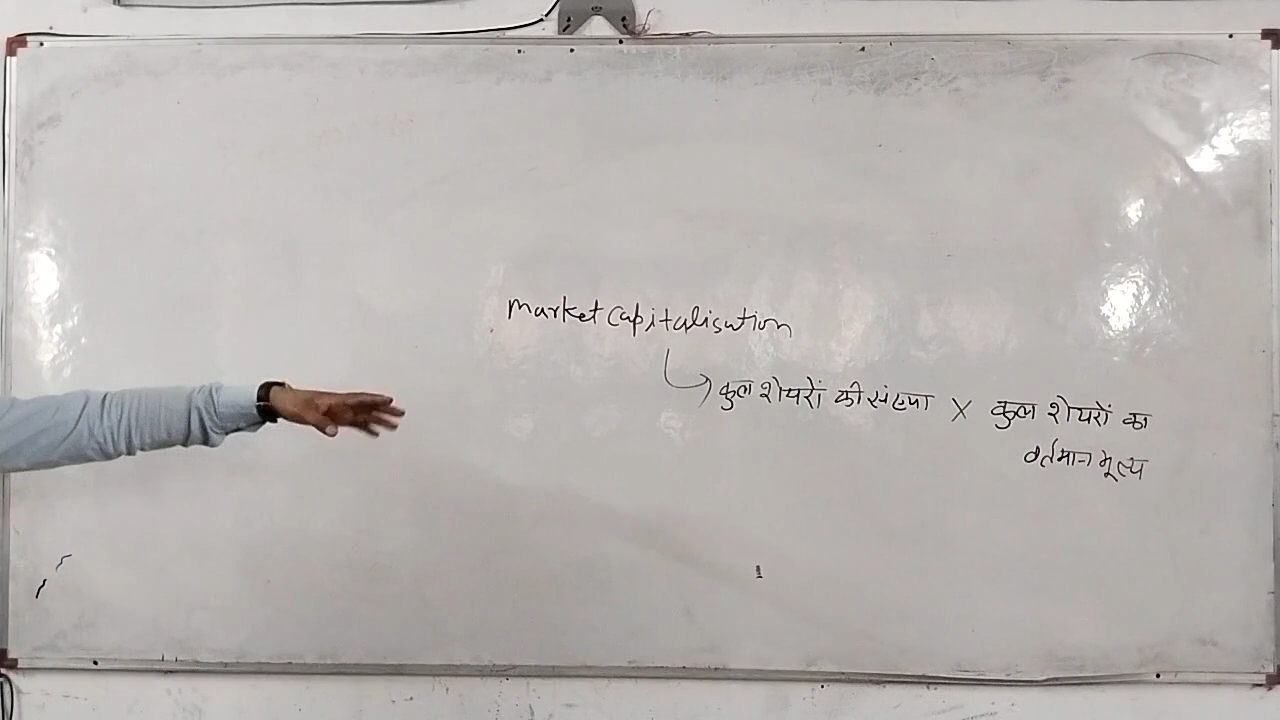 market capitalisation
कुल शेयरों की संख्या × कुल शेयरों का
वर्तमान मूल्य